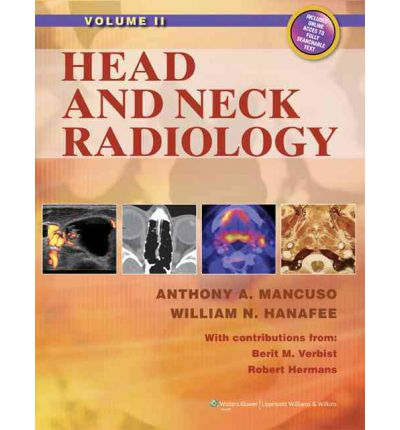 VOLUME II
INCLUDES
ONLINE
ACCESS TO
FULLY
SEARCHABLE
TEXT
HEAD
AND NECK
RADIOLOGY
ANTHONY A. MANCUSO
WILLIAM N. HANAFEE
With contributions from:
Berit M. Verbist
Robert Hermans
Wolters Kluwer | Lippincott Williams & Wilkins